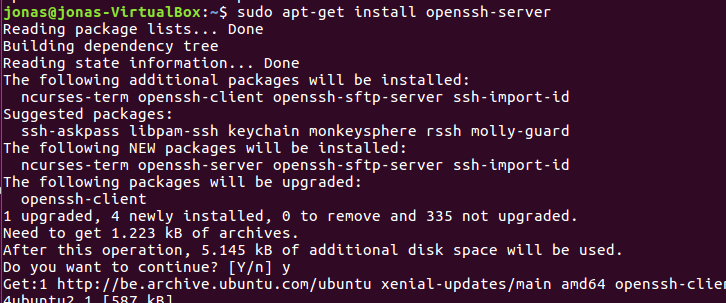 jonas@jonas-VirtualBox:~$ sudo apt-get install openssh-server
Reading package lists... Done
Building dependency tree
Reading state information... Done
The following additional packages will be installed:
  ncurses-term openssh-client openssh-sftp-server ssh-import-id
Suggested packages:
  ssh-askpass libpam-ssh keychain monkeysphere rssh molly-guard
The following NEW packages will be installed:
  ncurses-term openssh-server openssh-sftp-server ssh-import-id
The following packages will be upgraded:
  openssh-client
1 upgraded, 4 newly installed, 0 to remove and 335 not upgraded.
Need to get 1.223 kB of archives.
After this operation, 5.145 kB of additional disk space will be used.
Do you want to continue? [Y/n] y
Get:1 http://be.archive.ubuntu.com/ubuntu xenial-updates/main amd64 openssh-clie
4ubuntu2.1 [587 kB]